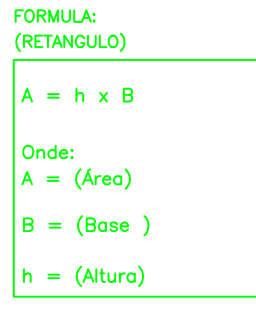 FORMULA:
(RETANGULO)
A = h x B
Onde:
A = (Área)
B = (Base )
h = (Altura)